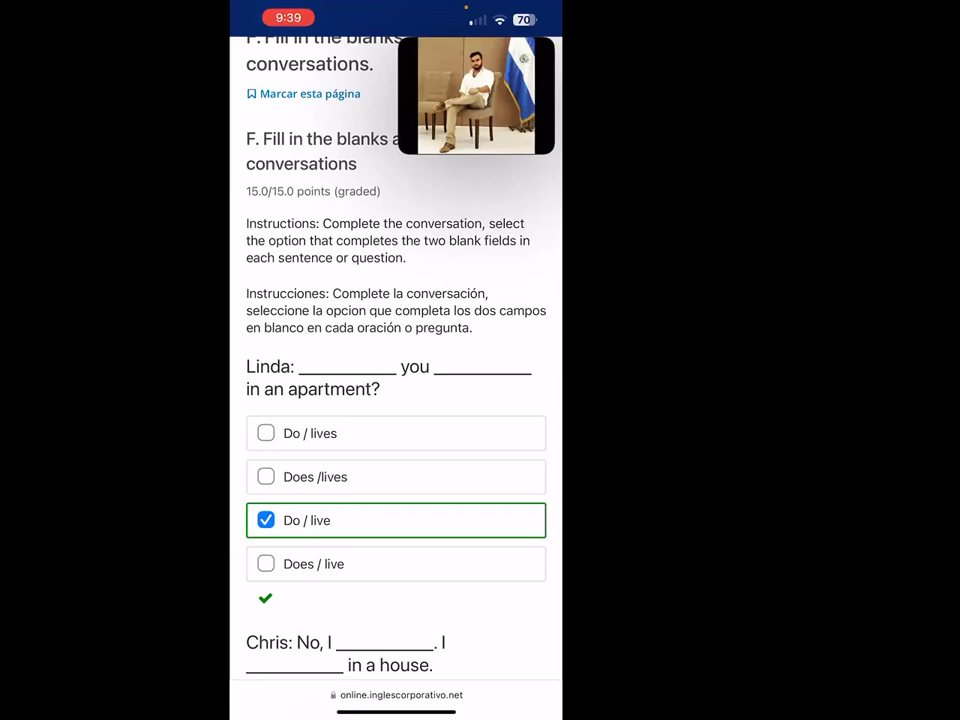 9:39
70
F. Fill in the blanks
conversations.
Marcar esta página
F. Fill in the blanks a
conversations
15.0/15.0 points (graded)
Instructions: Complete the conversation, select
the option that completes the two blank fields in
each sentence or question.
Instrucciones: Complete la conversación,
seleccione la opcion que completa los dos campos
en blanco en cada oración o pregunta.
Linda: ___________ you ___________
in an apartment?
Do / lives
Does /lives
Do / live
Does / live
Chris: No, I ___________. I
___________ in a house.
online.inglescorporativo.net